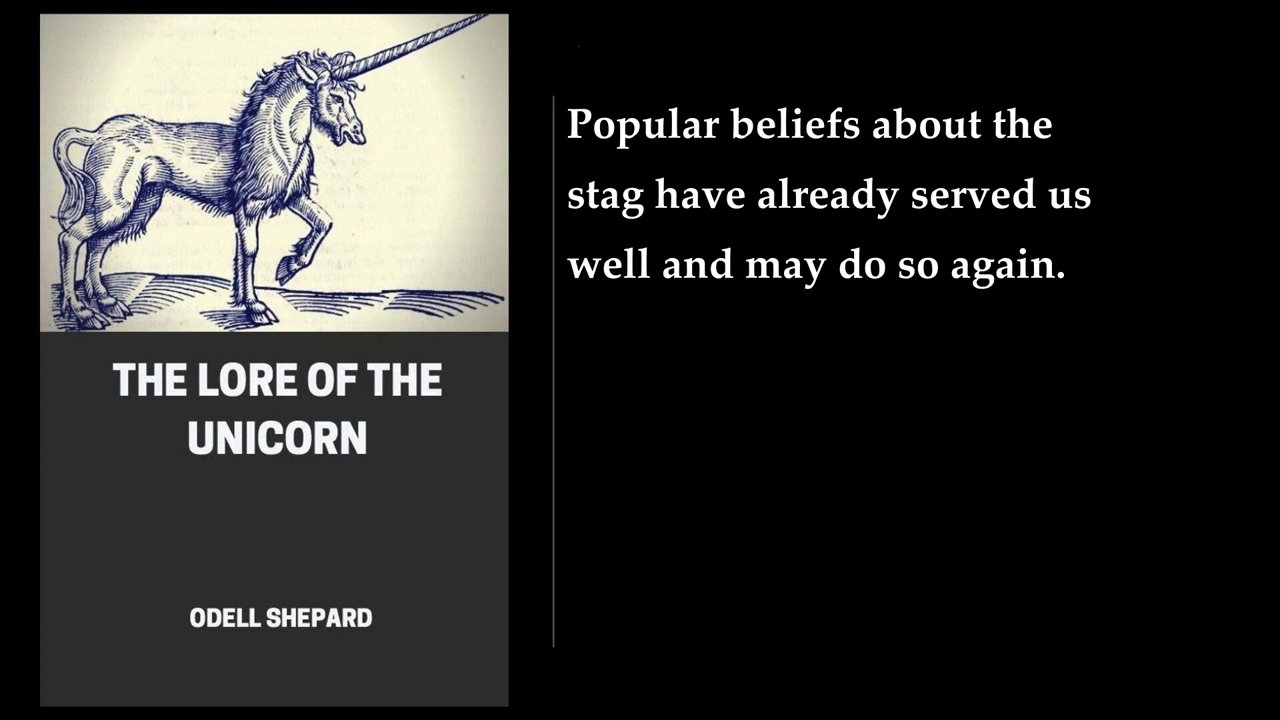 THE LORE OF THE
UNICORN
ODELL SHEPARD
Popular beliefs about the
stag have already served us
well and may do so again.